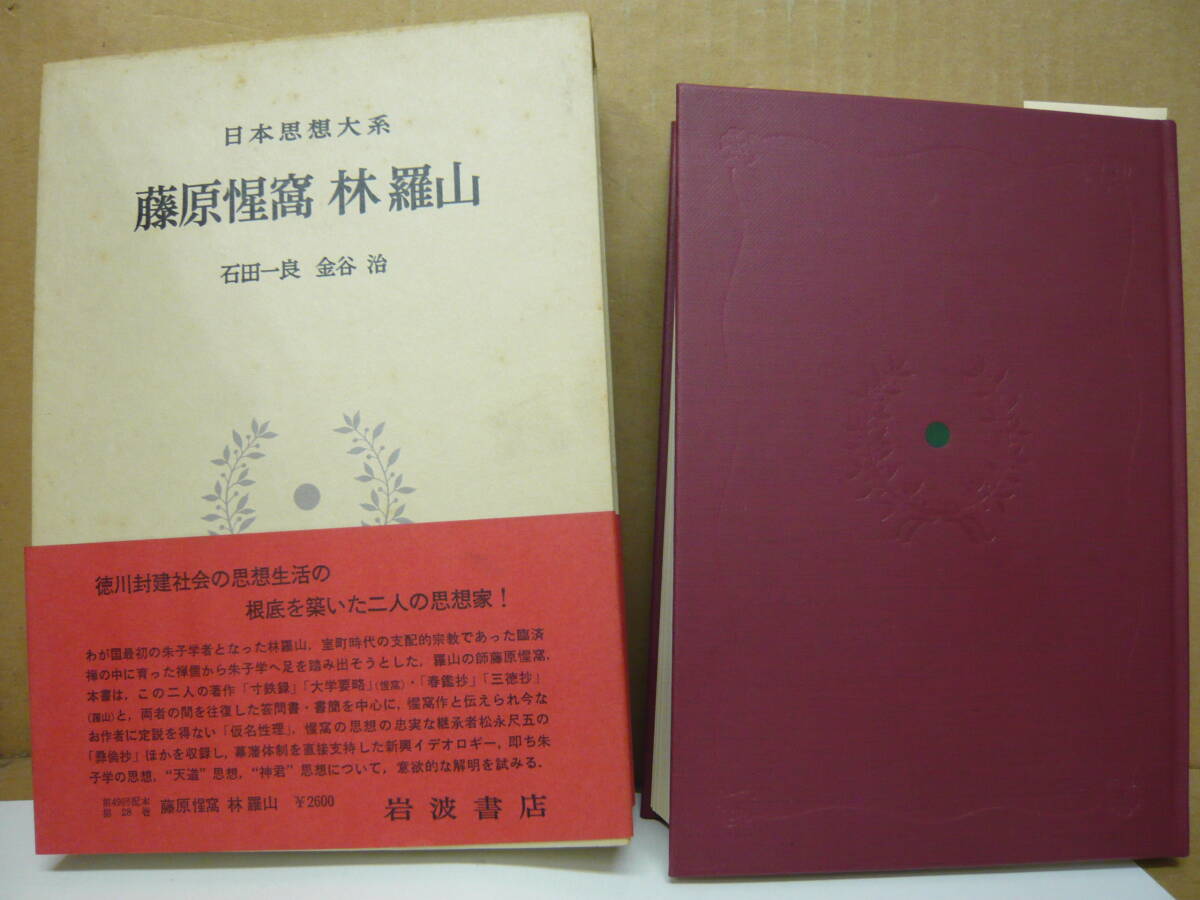 日本思想大系
藤原惺窩 林羅山
石田一良 金谷 治
徳川封建社会の思想生活の
根底を築いた二人の思想家！
わが国最初の朱子学者となった林羅山，室町時代の支配的宗教であった臨済
禅の中に育った禅儒から朱子学へ足を踏み出そうとした，羅山の師藤原惺窩．
本書は，この二人の著作「寸鉄録」「大学要略」(惺窩)・「春鑑抄」「三徳抄」
(羅山)と，両者の間を往復した答問書・書簡を中心に，惺窩作と伝えられ今な
お作者に定説を得ない「仮名性理」，惺窩の思想の忠実な継承者松永尺五の
「彝倫抄」ほかを収録し，幕藩体制を直接支持した新興イデオロギー，即ち朱
子学の思想，“天道”思想，“神君”思想について，意欲的な解明を試みる．
第49回配本
第 28 巻 藤原惺窩 林羅山 ￥2600 岩波書店